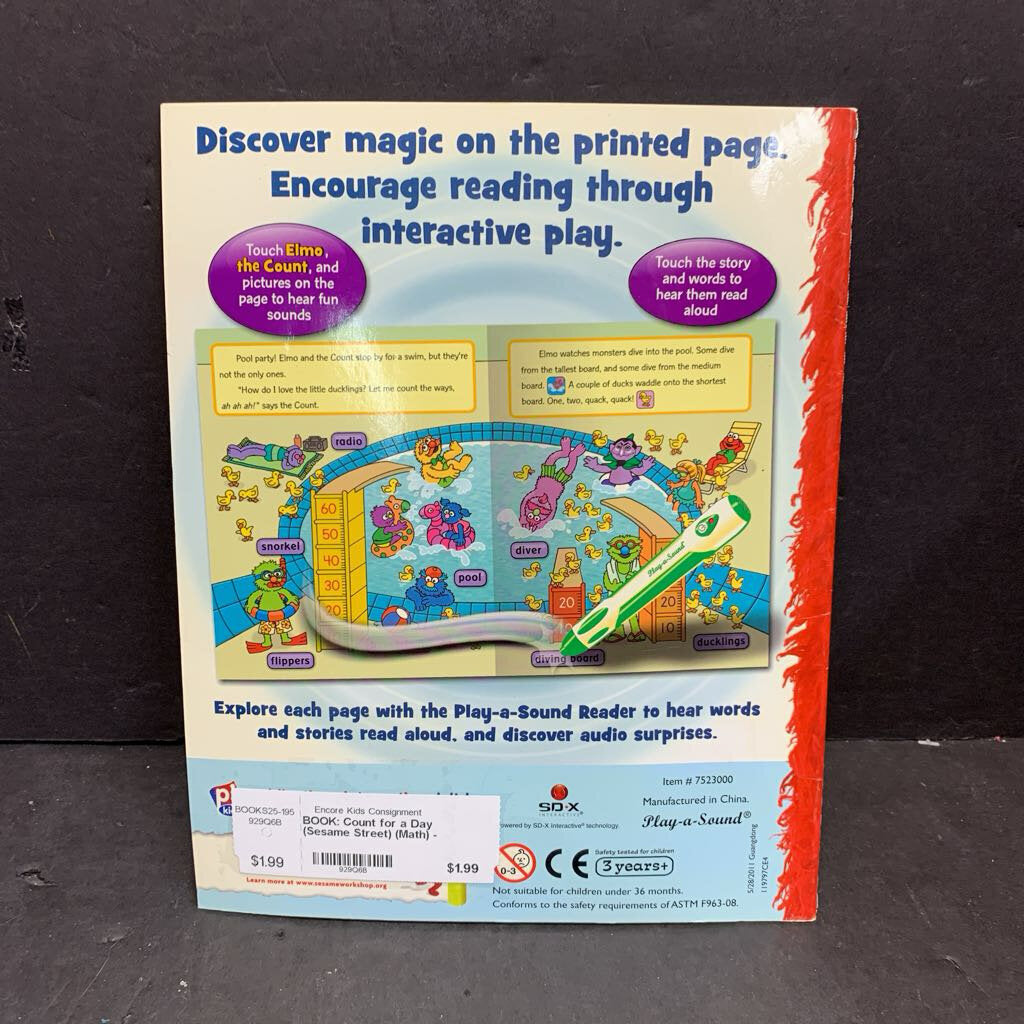 Discover magic on the printed page.
Encourage reading through
interactive play.
Touch Elmo,
the Count, and
pictures on the
page to hear fun
sounds
Touch the story
and words to
hear them read
aloud
Pool party! Elmo and the Count stop by for a swim, but they're
not the only ones.
"How do I love the little ducklings? Let me count the ways,
ah ah ah!" says the Count.
Elmo watches monsters dive into the pool. Some dive
from the tallest board, and some dive from the medium
board. A couple of ducks waddle onto the shortest
board. One, two, quack, quack!
radio
60
50
40
30
20
snorkel
flippers
pool
diver
20
diving board
Play-a-Sound
20
10
ducklings
Explore each page with the Play-a-Sound Reader to hear words
and stories read aloud, and discover audio surprises.
BOOKS25-195
929Q6B
$1.99
Encore Kids Consignment
BOOK: Count for a Day
(Sesame Street) (Math) -
929Q6B
$1.99
Learn more at www.sesameworkshop.org
SD-X
INTERACTIVE
powered by SD-X Interactive® technology.
Item # 7523000
Manufactured in China.
Play-a-Sound®
0-3
CE
Safety tested for children
3 years+
Not suitable for children under 36 months.
Conforms to the safety requirements of ASTM F963-08.
5/28/2011 Guangdong
119797CE4